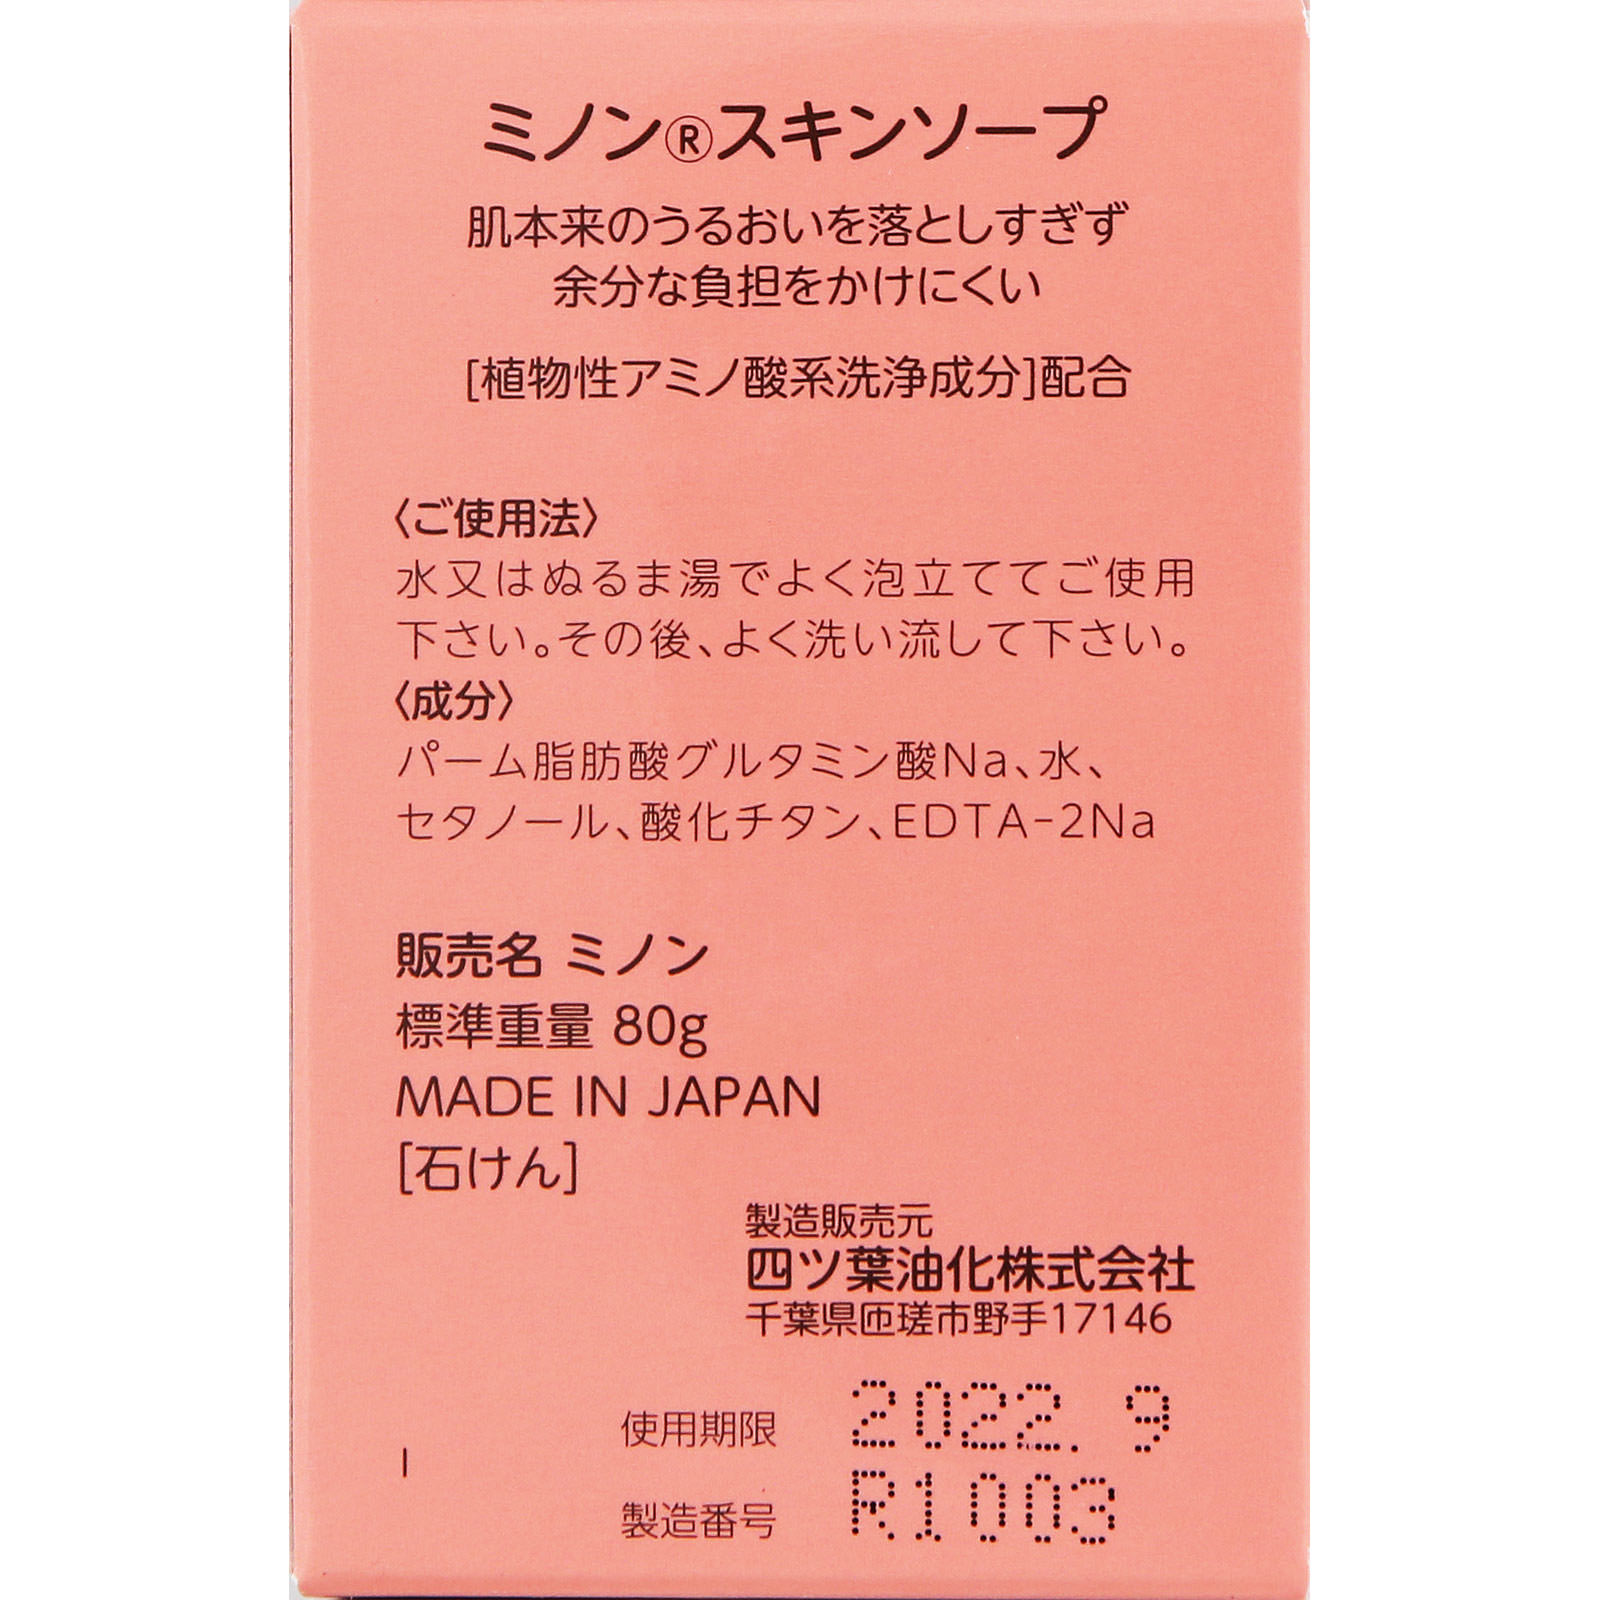 ミノン®スキンソープ
肌本来のうるおいを落としすぎず
余分な負担をかけにくい
[植物性アミノ酸系洗浄成分]配合
〈ご使用法〉
水又はぬるま湯でよく泡立ててご使用
下さい。その後、よく洗い流して下さい。
〈成分〉
パーム脂肪酸グルタミン酸Na、水、
セタノール、酸化チタン、EDTA-2Na
販売名 ミノン
標準重量 80g
MADE IN JAPAN
[石けん]
製造販売元
四ツ葉油化株式会社
千葉県匝瑳市野手17146
使用期限 2022. 9
製造番号 R1003